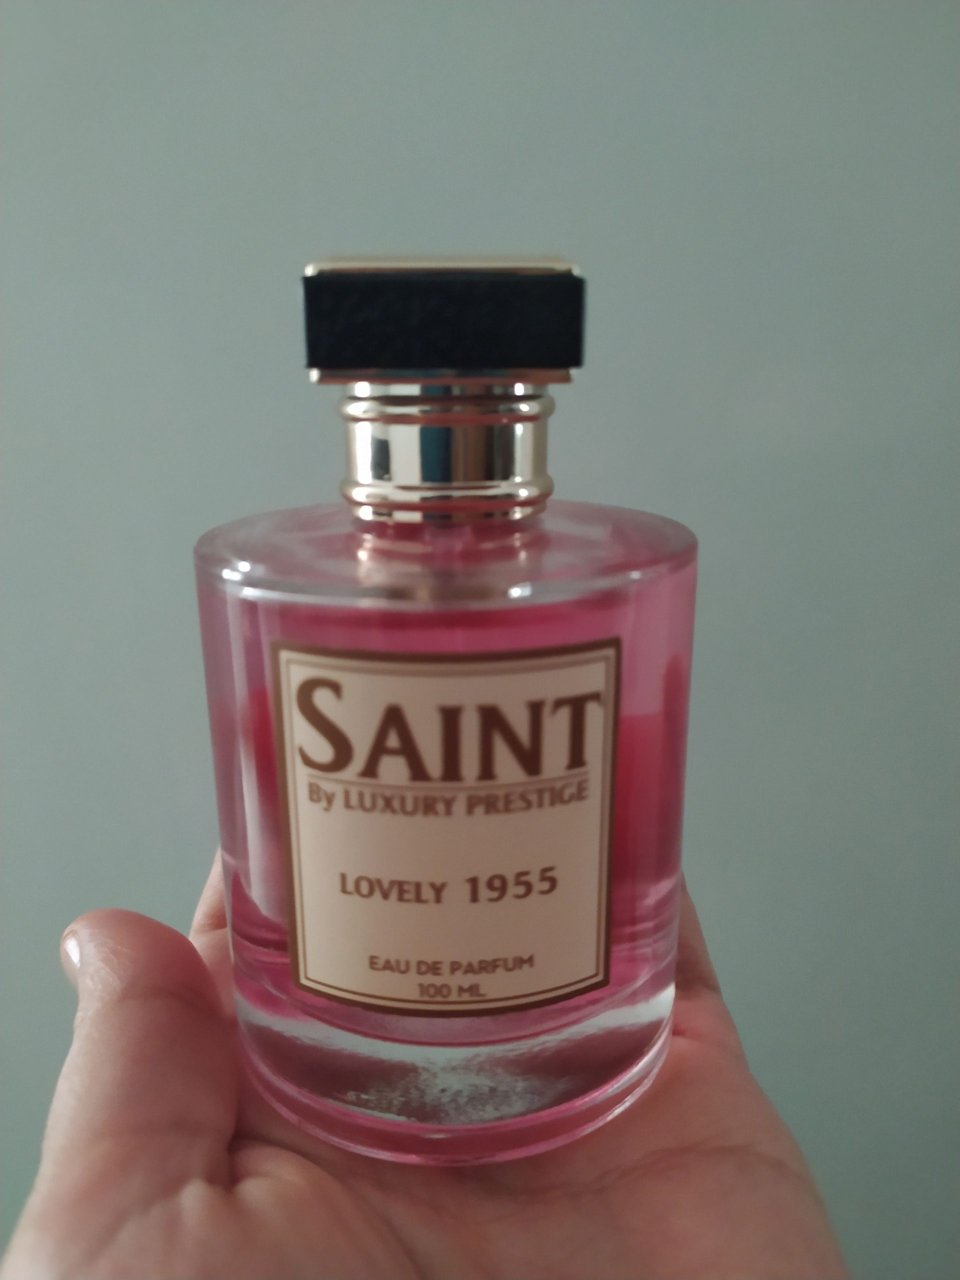 SAINT
By LUXURY PRESTIGE
LOVELY 1955
EAU DE PARFUM
100 ML